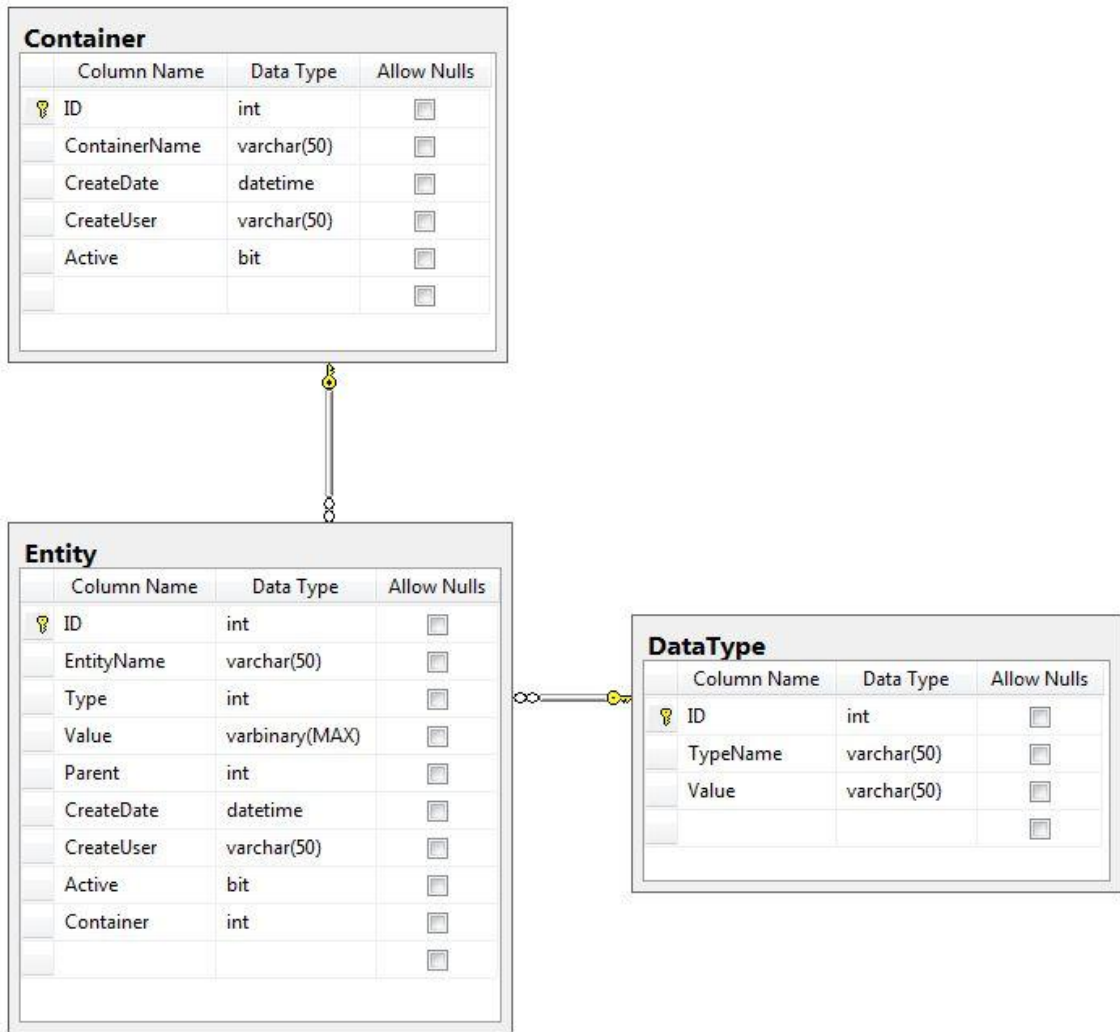 Container
Column Name Data Type Allow Nulls
ID int
ContainerName varchar(50)
CreateDate datetime
CreateUser varchar(50)
Active bit
Entity
Column Name Data Type Allow Nulls
ID int
EntityName varchar(50)
Type int
Value varbinary(MAX)
Parent int
CreateDate datetime
CreateUser varchar(50)
Active bit
Container int
DataType
Column Name Data Type Allow Nulls
ID int
TypeName varchar(50)
Value varchar(50)